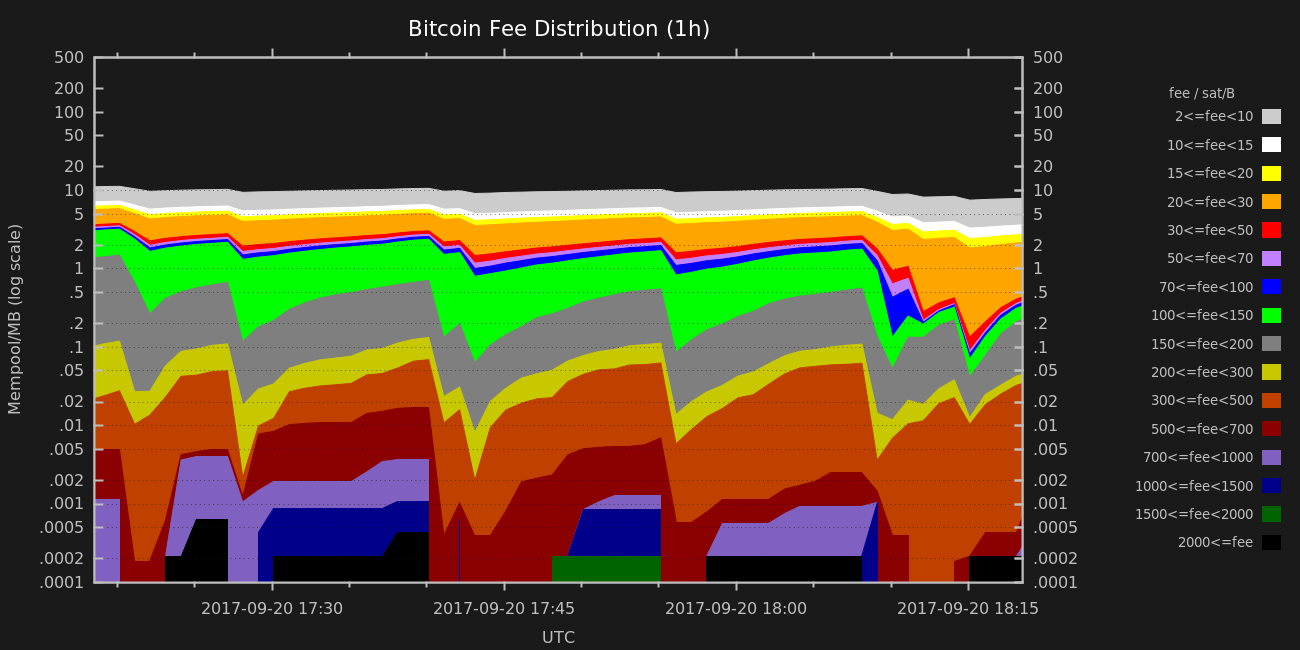 Bitcoin Fee Distribution (1h)
500
200
100
50
20
10
5
2
1
.5
.2
.1
.05
.02
.01
.005
.002
.001
.0005
.0002
.0001
Mempool/MB (log scale)
500
200
100
50
20
10
5
2
1
.5
.2
.1
.05
.02
.01
.005
.002
.001
.0005
.0002
.0001
2017-09-20 17:30
2017-09-20 17:45
2017-09-20 18:00
2017-09-20 18:15
UTC
fee / sat/B
2<=fee<10
10<=fee<15
15<=fee<20
20<=fee<30
30<=fee<50
50<=fee<70
70<=fee<100
100<=fee<150
150<=fee<200
200<=fee<300
300<=fee<500
500<=fee<700
700<=fee<1000
1000<=fee<1500
1500<=fee<2000
2000<=fee